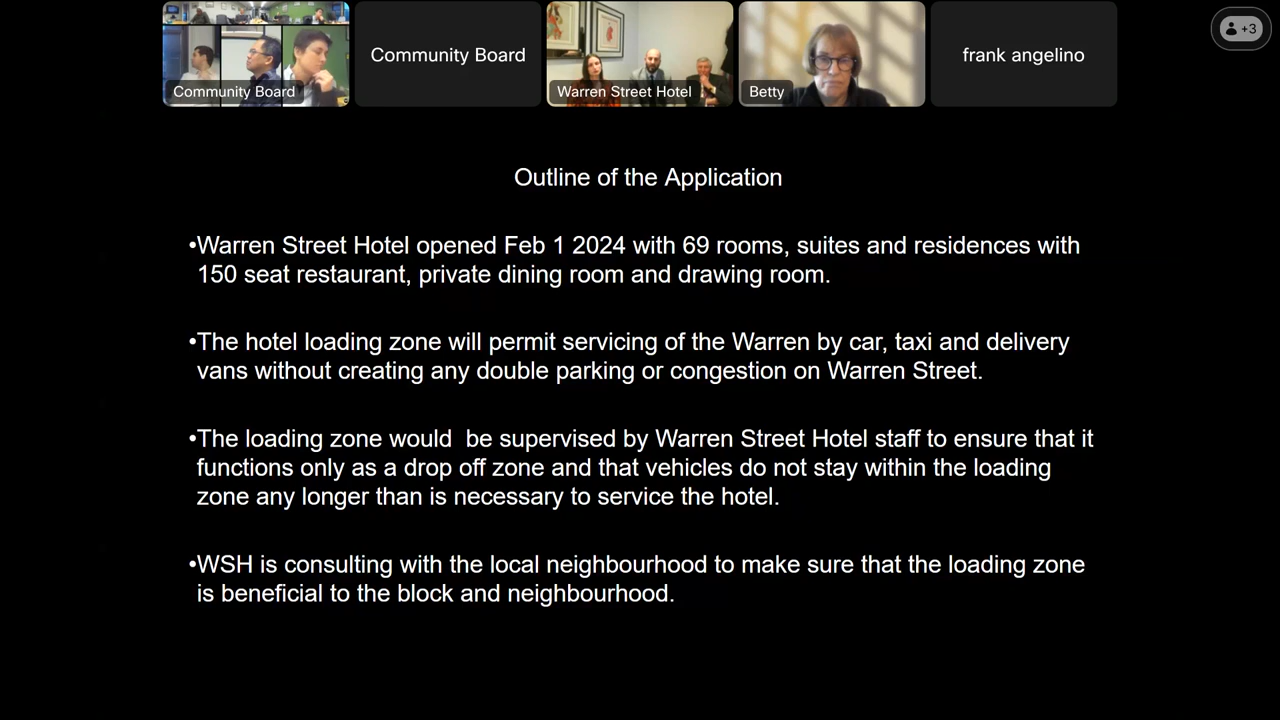 +3
Community Board
Community Board
Warren Street Hotel
Betty
frank angelino
Outline of the Application
•Warren Street Hotel opened Feb 1 2024 with 69 rooms, suites and residences with
150 seat restaurant, private dining room and drawing room.
•The hotel loading zone will permit servicing of the Warren by car, taxi and delivery
vans without creating any double parking or congestion on Warren Street.
•The loading zone would  be supervised by Warren Street Hotel staff to ensure that it
functions only as a drop off zone and that vehicles do not stay within the loading
zone any longer than is necessary to service the hotel.
•WSH is consulting with the local neighbourhood to make sure that the loading zone
is beneficial to the block and neighbourhood.